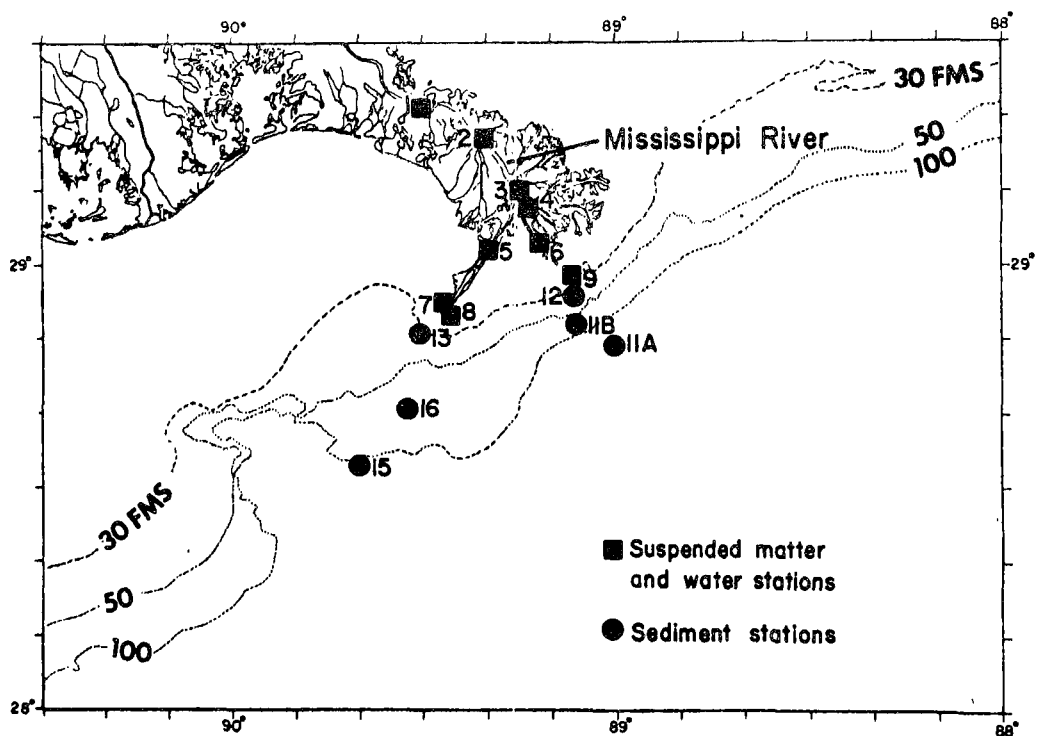 90° 89° 88°
30 FMS
50
100
2
Mississippi River
3
4
5
6
29° 29°
9
12
7
8
13
11B
11A
16
15
30 FMS
50
100
Suspended matter
and water stations
Sediment stations
28°
90° 89° 88°